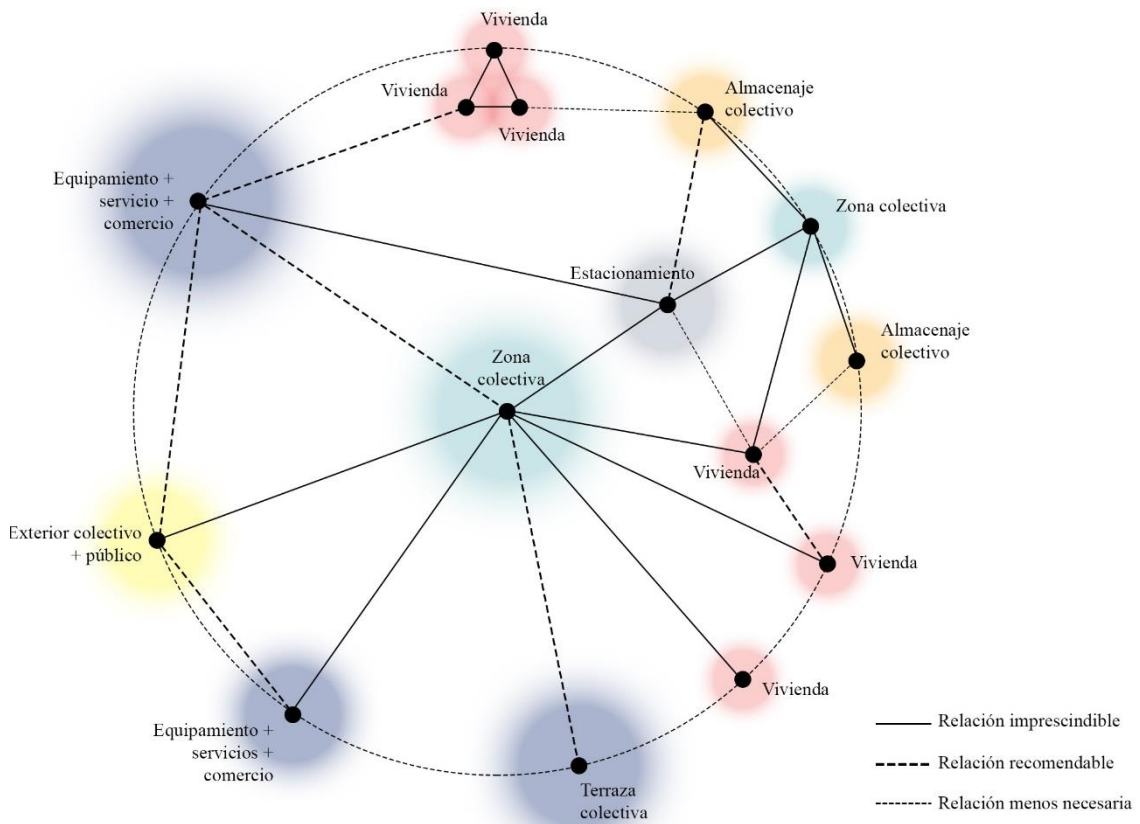 Vivienda
Vivienda
Vivienda
Almacenaje
colectivo
Equipamiento +
servicio +
comercio
Zona colectiva
Estacionamiento
Almacenaje
colectivo
Zona
colectiva
Vivienda
Exterior colectivo
+ público
Vivienda
Vivienda
Equipamiento +
servicios +
comercio
Terraza
colectiva
Relación imprescindible
Relación recomendable
Relación menos necesaria